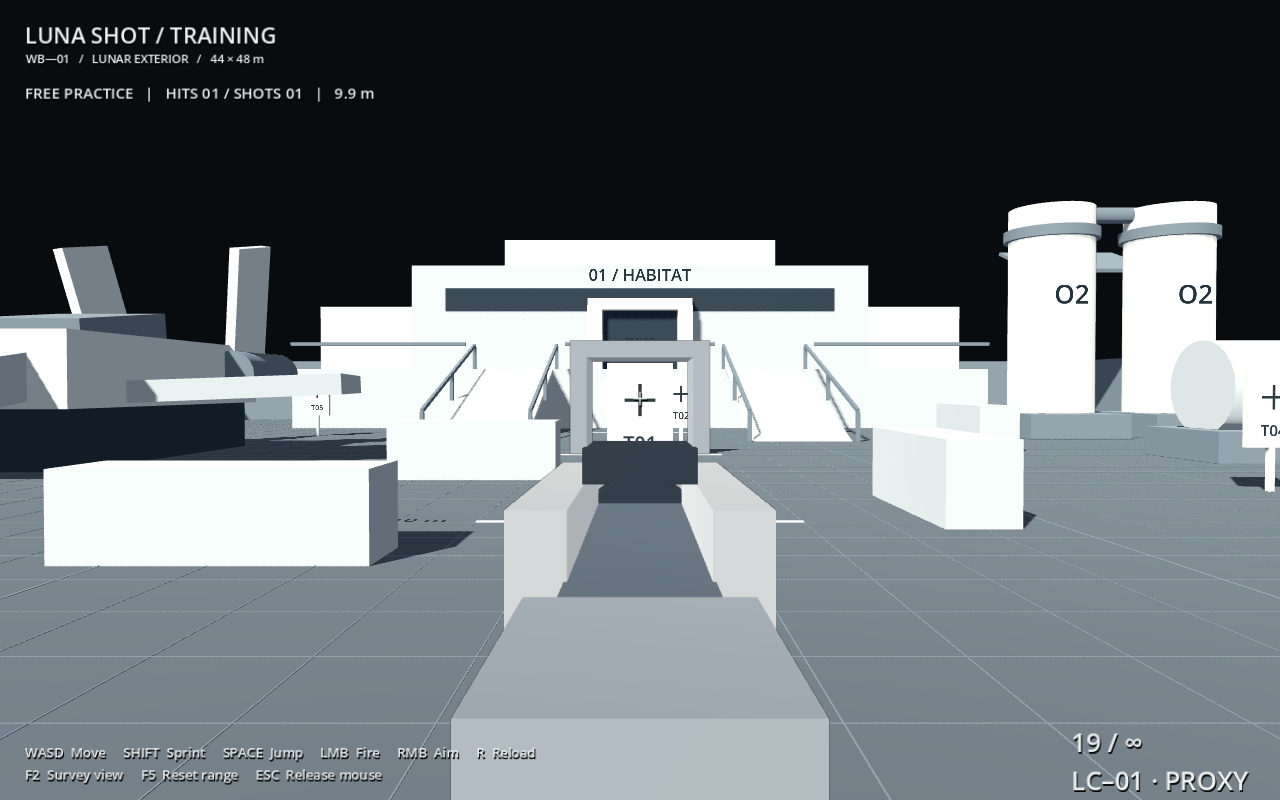 LUNA SHOT / TRAINING
WB—01 / LUNAR EXTERIOR / 44 × 48 m
FREE PRACTICE | HITS 01 / SHOTS 01 | 9.9 m
01 / HABITAT
O2 O2
T05
T02
T04
T01
WASD Move SHIFT Sprint SPACE Jump LMB Fire RMB Aim R Reload
F2 Survey view F5 Reset range ESC Release mouse
19 / ∞
LC–01 · PROXY